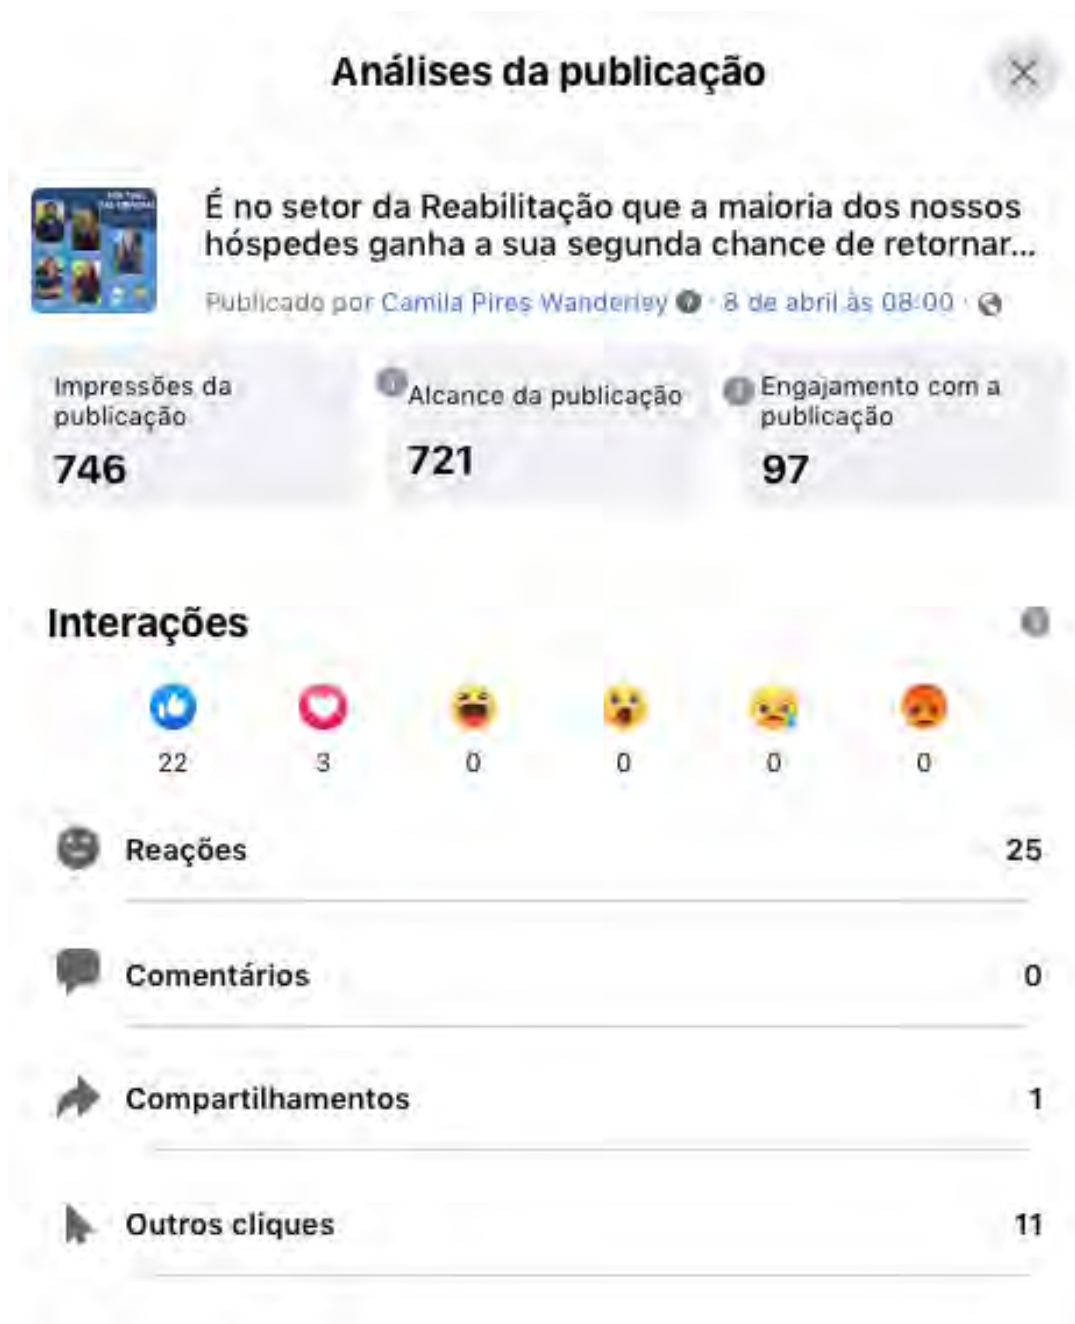 Análises da publicação
É no setor da Reabilitação que a maioria dos nossos
hóspedes ganha a sua segunda chance de retornar...
Publicado por Camila Pires Wanderley · 8 de abril às 08:00 ·
Impressões da
publicação
746
Alcance da publicação
721
Engajamento com a
publicação
97
Interações
22
3
0
0
0
0
Reações
25
Comentários
0
Compartilhamentos
1
Outros cliques
11